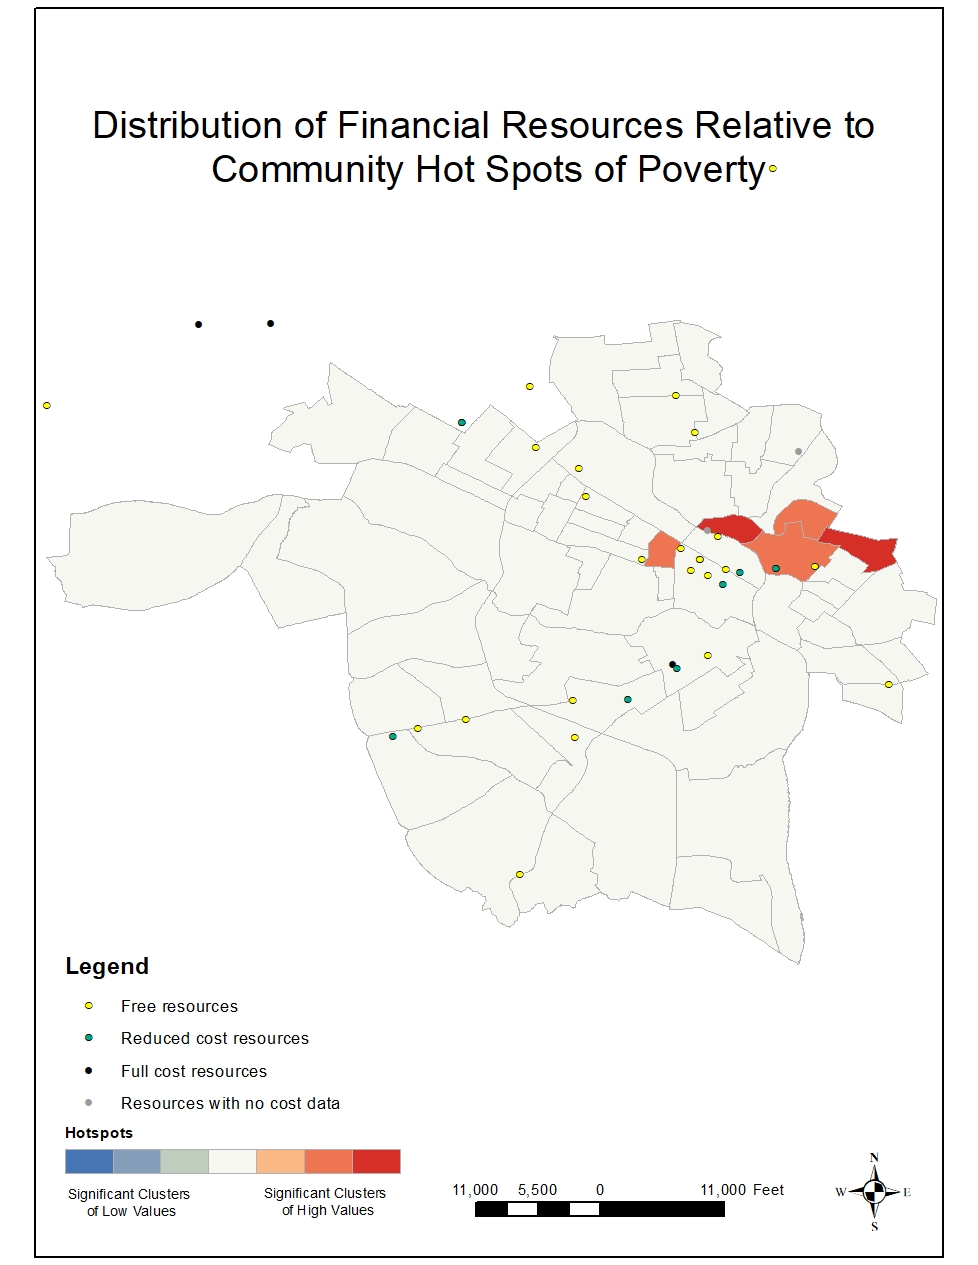 Distribution of Financial Resources Relative to
Community Hot Spots of Poverty
Legend
Free resources
Reduced cost resources
Full cost resources
Resources with no cost data
Hotspots
Significant Clusters
of Low Values
Significant Clusters
of High Values
11,000 5,500 0 11,000 Feet
N
W E
S